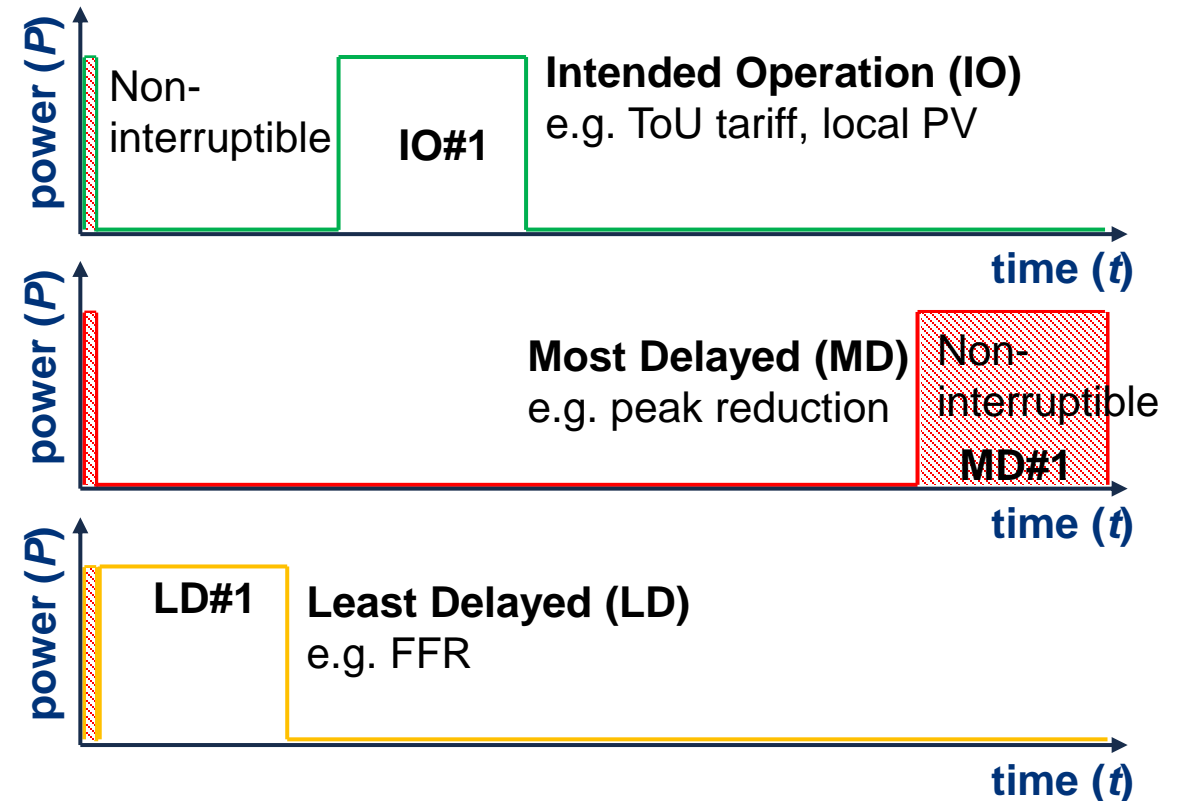 power (P)
Non-
interruptible
IO#1
Intended Operation (IO)
e.g. ToU tariff, local PV
time (t)
power (P)
Most Delayed (MD)
e.g. peak reduction
Non-
interruptible
MD#1
time (t)
power (P)
LD#1
Least Delayed (LD)
e.g. FFR
time (t)